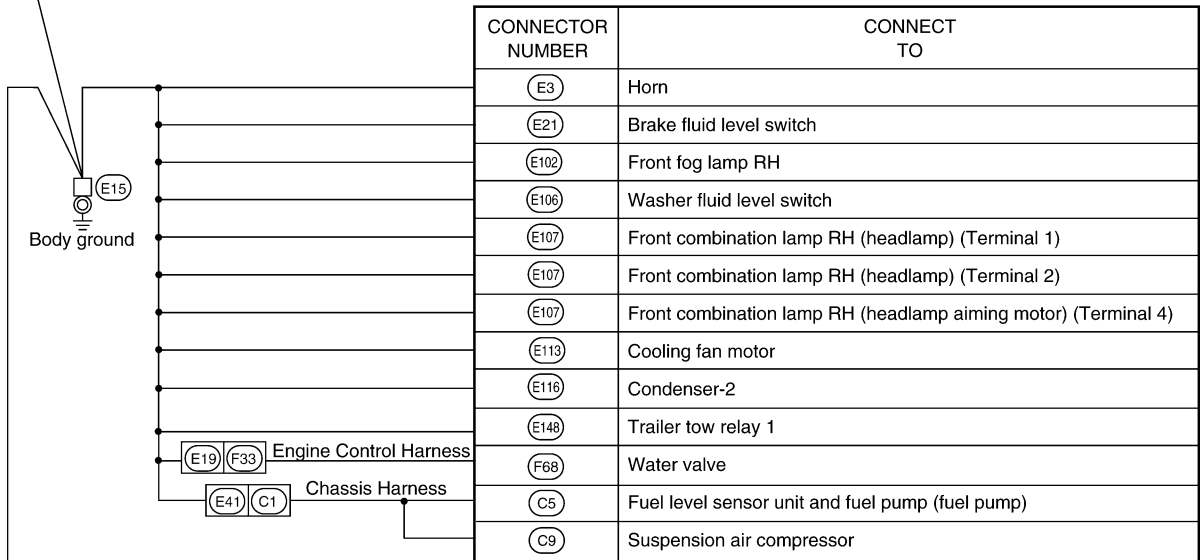 CONNECTOR NUMBER CONNECT TO
E3 Horn
E21 Brake fluid level switch
E102 Front fog lamp RH
E15
E106 Washer fluid level switch
Body ground
E107 Front combination lamp RH (headlamp) (Terminal 1)
E107 Front combination lamp RH (headlamp) (Terminal 2)
E107 Front combination lamp RH (headlamp aiming motor) (Terminal 4)
E113 Cooling fan motor
E116 Condenser-2
E148 Trailer tow relay 1
E19 F33 Engine Control Harness F68 Water valve
E41 C1 Chassis Harness C5 Fuel level sensor unit and fuel pump (fuel pump)
C9 Suspension air compressor